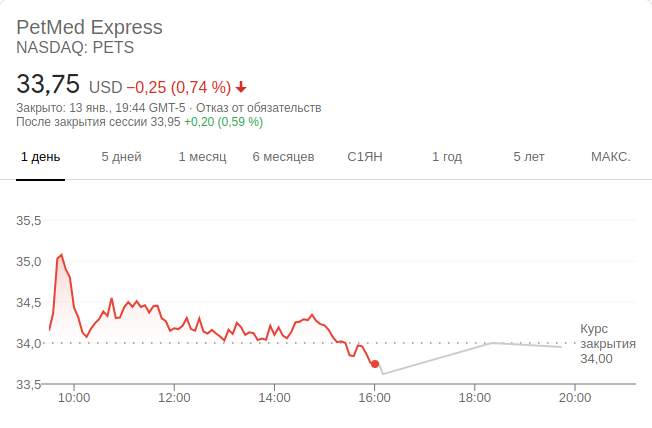 PetMed Express
NASDAQ: PETS
33,75 USD −0,25 (0,74 %)
Закрыто: 13 янв., 19:44 GMT-5 · Отказ от обязательств
После закрытия сессии 33,95 +0,20 (0,59 %)
1 день 5 дней 1 месяц 6 месяцев С1ЯН 1 год 5 лет МАКС.
35,5
35,0
34,5
34,0
33,5
Курс
закрытия
34,00
10:00 12:00 14:00 16:00 18:00 20:00